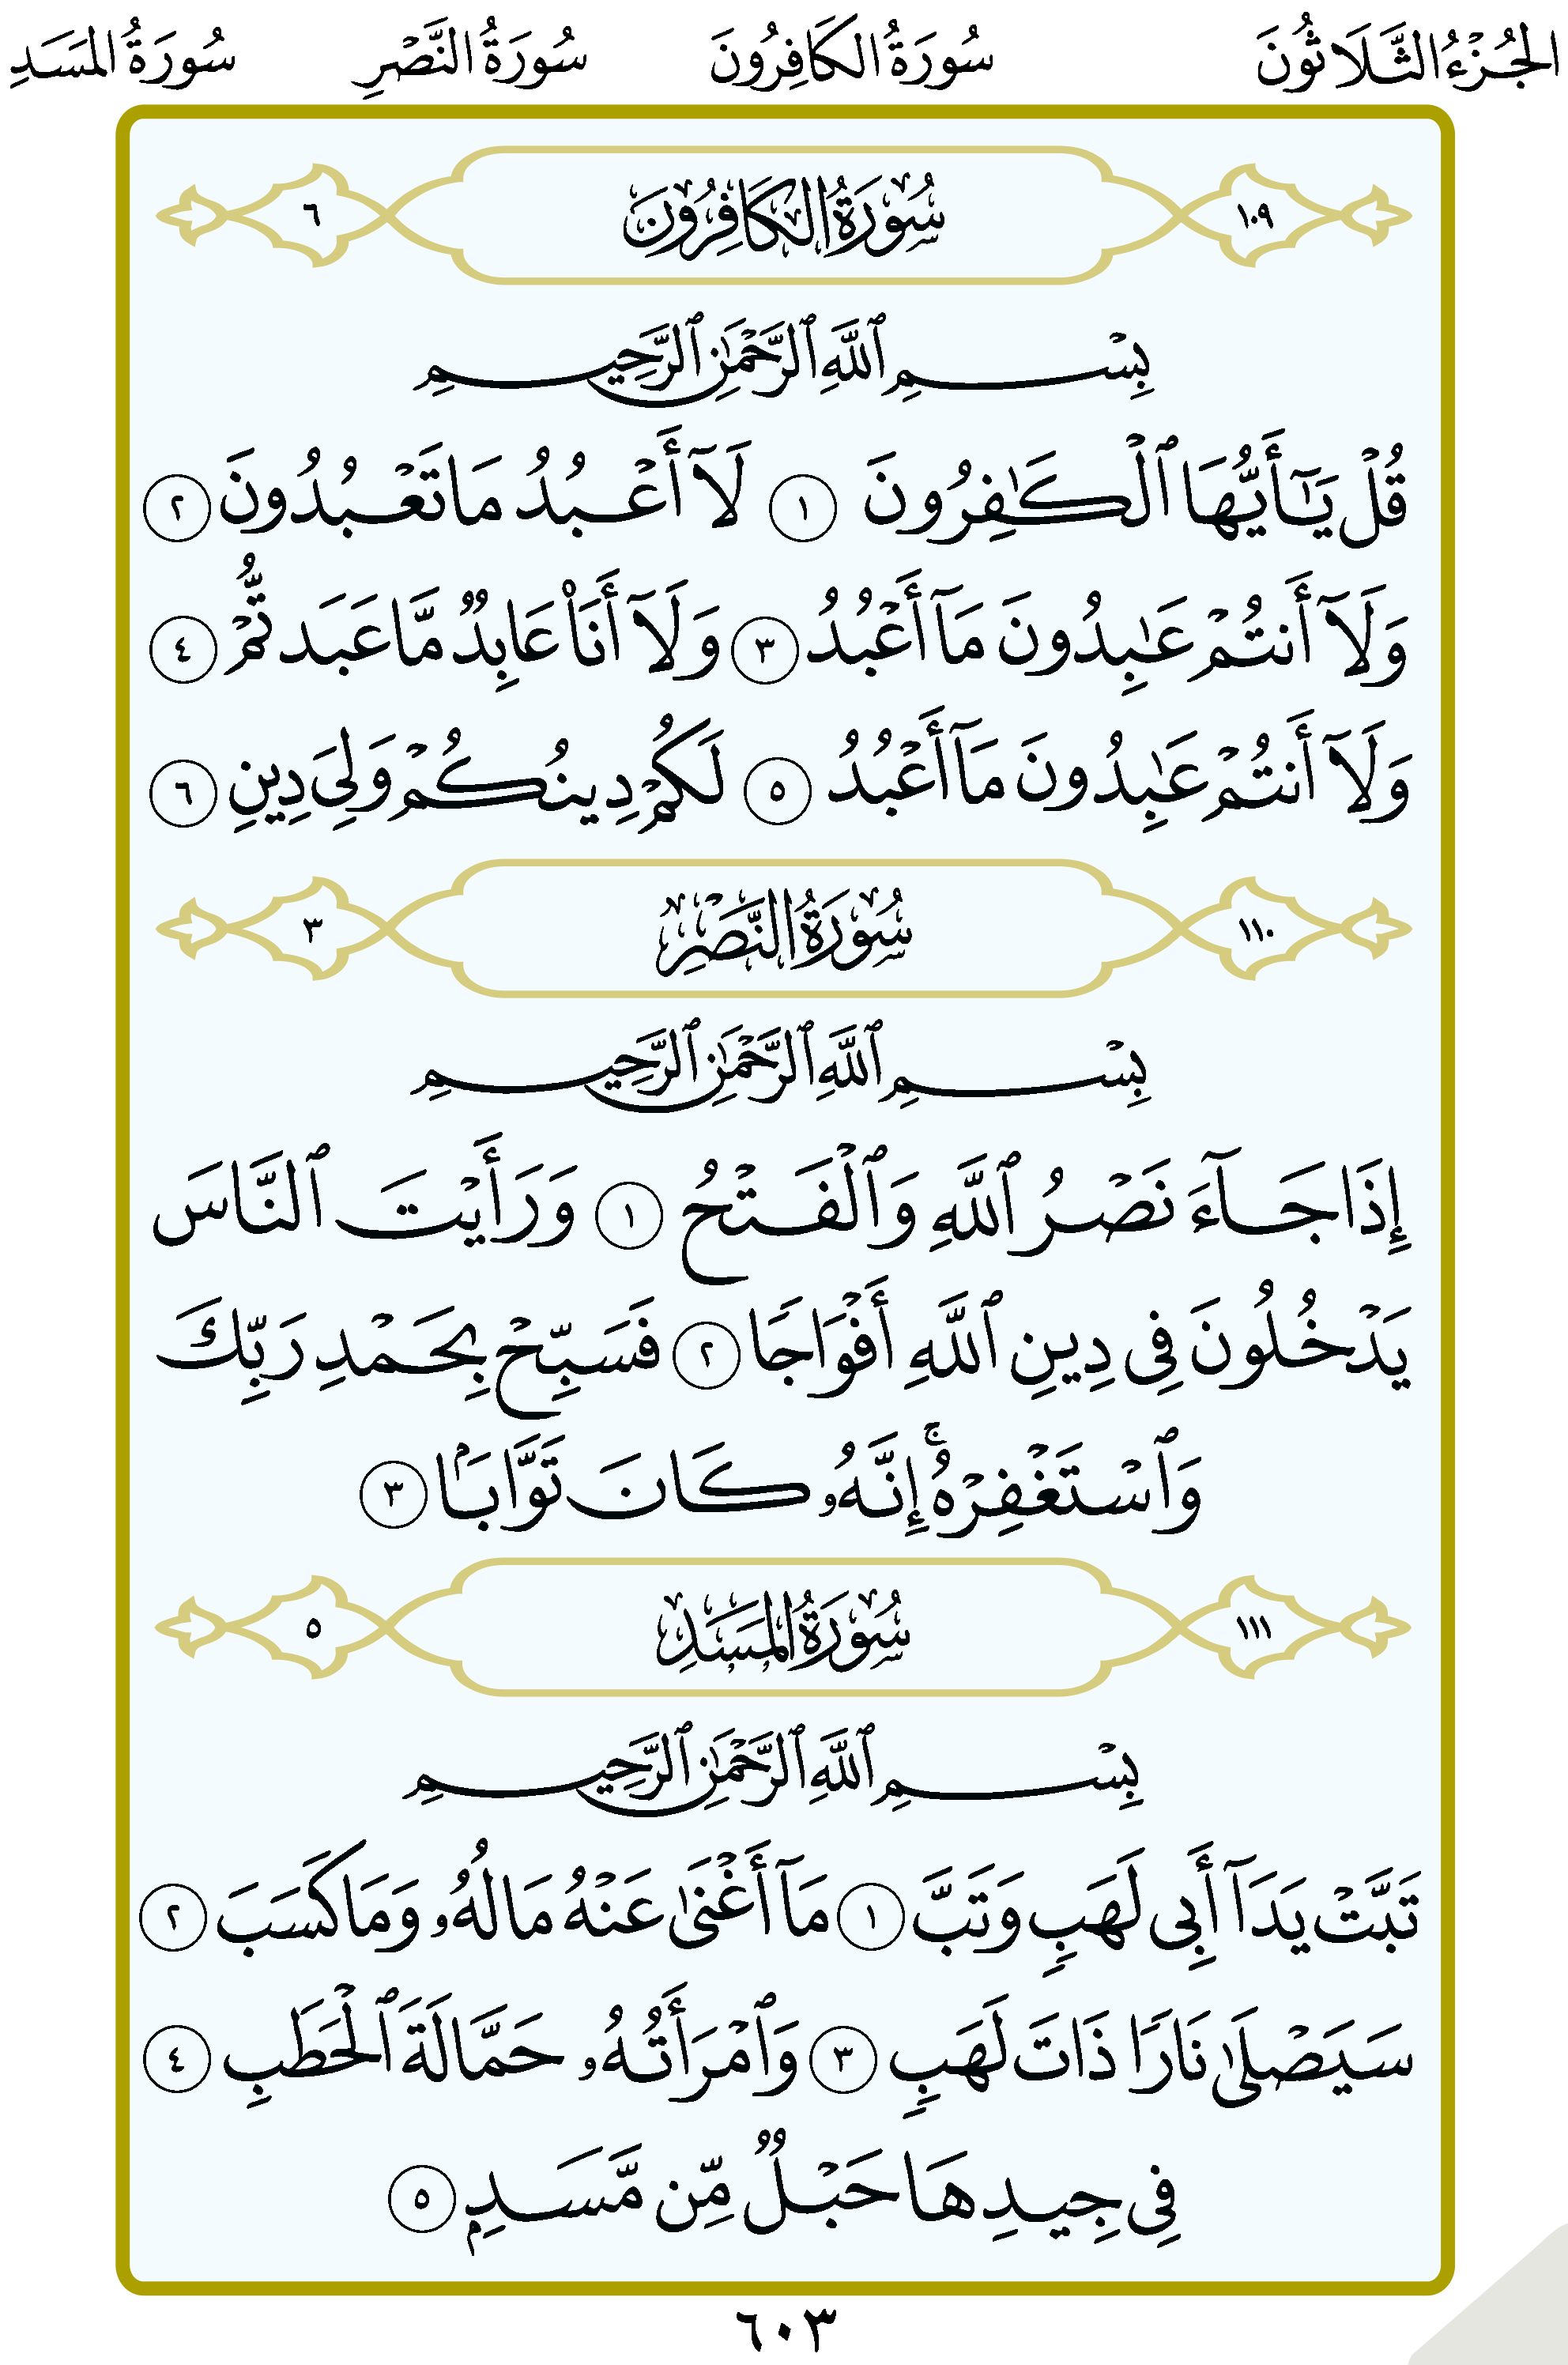 الجُزْءُ الثَّلَاثُونَ سُورَةُ الكَافِرُونَ سُورَةُ النَّصْرِ سُورَةُ المَسَدِ
١٠٩ سُورَةُ الكَافِرُونَ ٦
بِسْمِ ٱللَّهِ ٱلرَّحْمَٰنِ ٱلرَّحِيمِ
قُلْ يَٰٓأَيُّهَا ٱلْكَٰفِرُونَ ١ لَآ أَعْبُدُ مَا تَعْبُدُونَ ٢
وَلَآ أَنتُمْ عَٰبِدُونَ مَآ أَعْبُدُ ٣ وَلَآ أَنَا۠ عَابِدٌ مَّا عَبَدتُّمْ ٤
وَلَآ أَنتُمْ عَٰبِدُونَ مَآ أَعْبُدُ ٥ لَكُمْ دِينُكُمْ وَلِىَ دِينِ ٦
١١٠ سُورَةُ النَّصْرِ ٣
بِسْمِ ٱللَّهِ ٱلرَّحْمَٰنِ ٱلرَّحِيمِ
إِذَا جَآءَ نَصْرُ ٱللَّهِ وَٱلْفَتْحُ ١ وَرَأَيْتَ ٱلنَّاسَ
يَدْخُلُونَ فِى دِينِ ٱللَّهِ أَفْوَاجًا ٢ فَسَبِّحْ بِحَمْدِ رَبِّكَ
وَٱسْتَغْفِرْهُ ۚ إِنَّهُۥ كَانَ تَوَّابَۢا ٣
١١١ سُورَةُ المَسَدِ ٥
بِسْمِ ٱللَّهِ ٱلرَّحْمَٰنِ ٱلرَّحِيمِ
تَبَّتْ يَدَآ أَبِى لَهَبٍ وَتَبَّ ١ مَآ أَغْنَىٰ عَنْهُ مَالُهُۥ وَمَا كَسَبَ ٢
سَيَصْلَىٰ نَارًا ذَاتَ لَهَبٍ ٣ وَٱمْرَأَتُهُۥ حَمَّالَةَ ٱلْحَطَبِ ٤
فِى جِيدِهَا حَبْلٌ مِّن مَّسَدِۭ ٥
٦٠٣